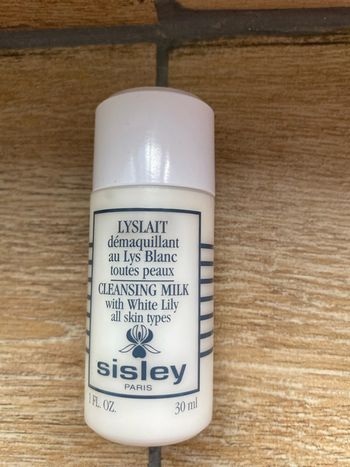 LYSLAIT
démaquillant
au Lys Blanc
toutes peaux
CLEANSING MILK
with White Lily
all skin types
sisley
PARIS
1 FL. OZ. 30 ml